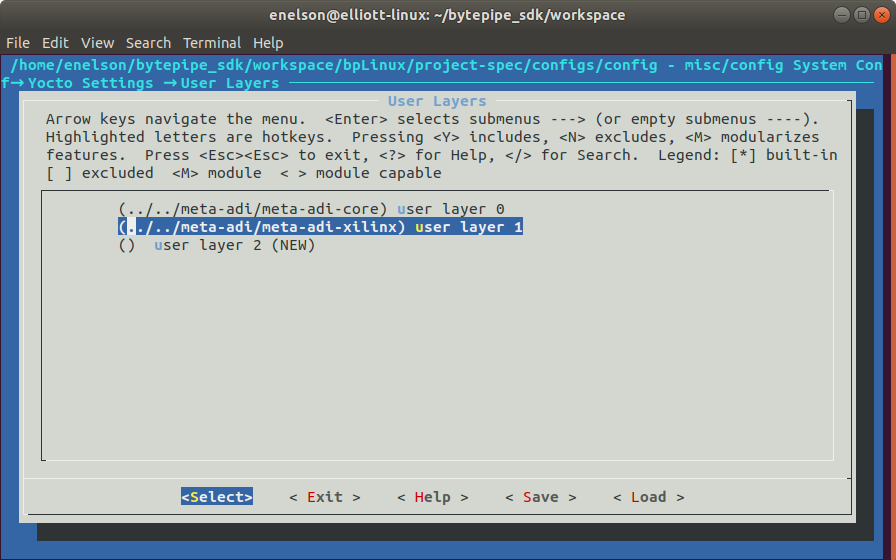 enelson@elliott-linux: ~/bytepipe_sdk/workspace
File Edit View Search Terminal Help
/home/enelson/bytepipe_sdk/workspace/bpLinux/project-spec/configs/config - misc/config System Con
f→Yocto Settings →User Layers
User Layers
Arrow keys navigate the menu. <Enter> selects submenus ---> (or empty submenus ----).
Highlighted letters are hotkeys. Pressing <Y> includes, <N> excludes, <M> modularizes
features. Press <Esc><Esc> to exit, <?> for Help, </> for Search. Legend: [*] built-in
[ ] excluded <M> module < > module capable
(../../meta-adi/meta-adi-core) user layer 0
(../../meta-adi/meta-adi-xilinx) user layer 1
() user layer 2 (NEW)
<Select> < Exit > < Help > < Save > < Load >